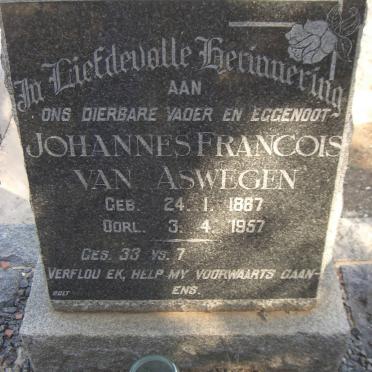 In Liefdevolle Herinnering
AAN
ONS DIERBARE VADER EN EGGENOOT
JOHANNES FRANCOIS
VAN ASWEGEN
GEB. 24. 1. 1887
OORL. 3. 4. 1957
GES. 33 VS. 7
VERFLOU EK, HELP MY VOORWAARTS GAAN-
ENS.